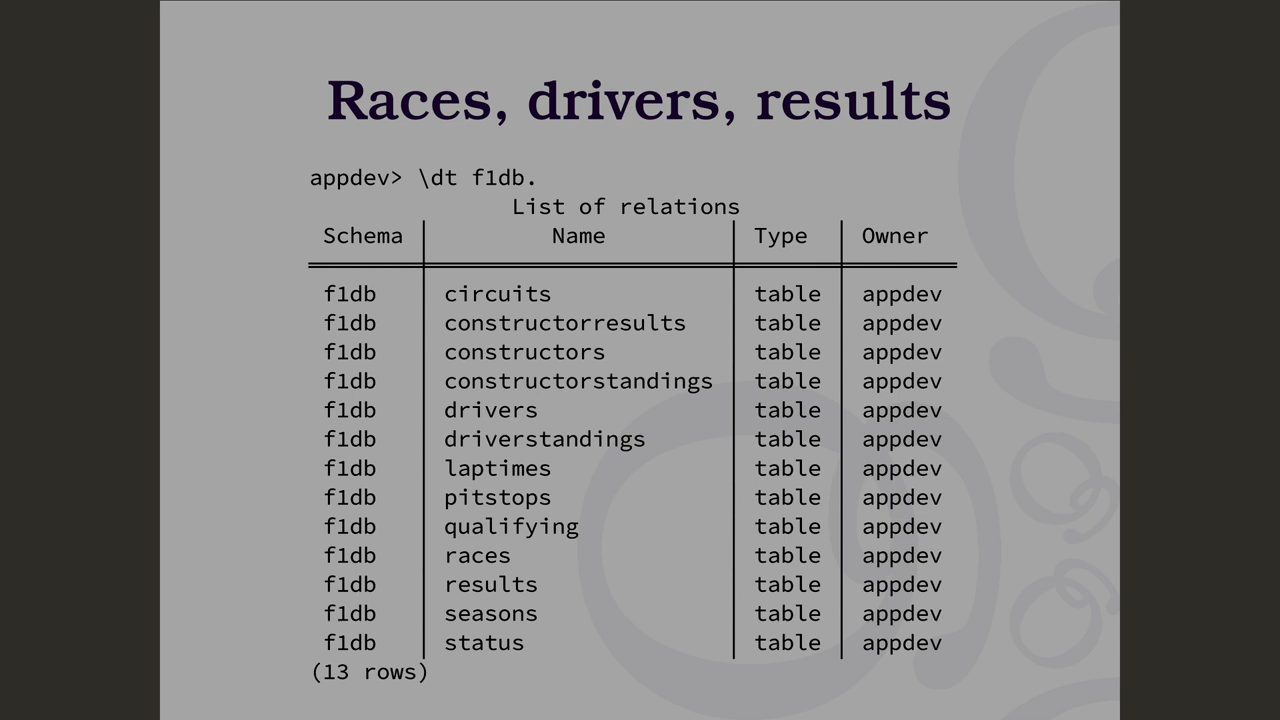 Races, drivers, results
appdev> \dt f1db.
List of relations
Schema | Name | Type | Owner
f1db | circuits | table | appdev
f1db | constructorresults | table | appdev
f1db | constructors | table | appdev
f1db | constructorstandings | table | appdev
f1db | drivers | table | appdev
f1db | driverstandings | table | appdev
f1db | laptimes | table | appdev
f1db | pitstops | table | appdev
f1db | qualifying | table | appdev
f1db | races | table | appdev
f1db | results | table | appdev
f1db | seasons | table | appdev
f1db | status | table | appdev
(13 rows)